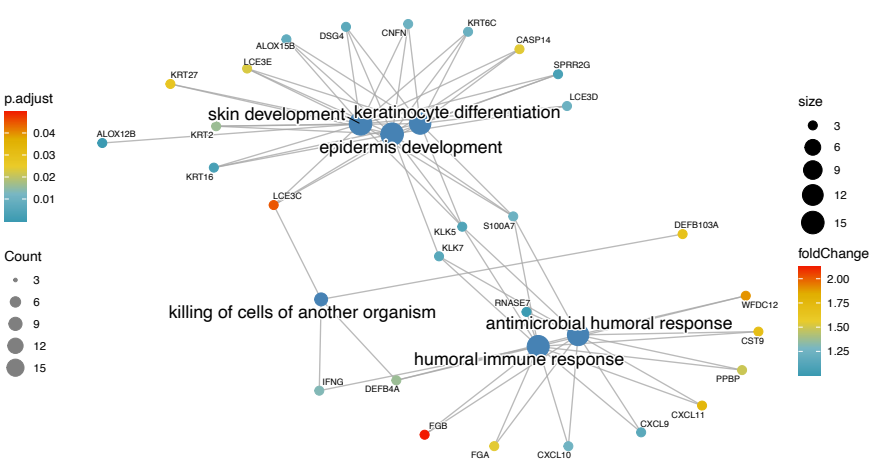 KRT6C
DSG4
CNFN
ALOX15B
CASP14
LCE3E
SPRR2G
KRT27
LCE3D
p.adjust
size
skin development
keratinocyte differentiation
0.04
3
ALOX12B
KRT2
epidermis development
0.03
6
0.02
9
KRT16
0.01
12
LCE3C
15
S100A7
DEFB103A
KLK5
KLK7
Count
foldChange
3
2.00
6
RNASE7
WFDC12
killing of cells of another organism
1.75
9
antimicrobial humoral response
1.50
12
CST9
humoral immune response
1.25
15
PPBP
IFNG
DEFB4A
CXCL11
FGB
CXCL9
FGA
CXCL10